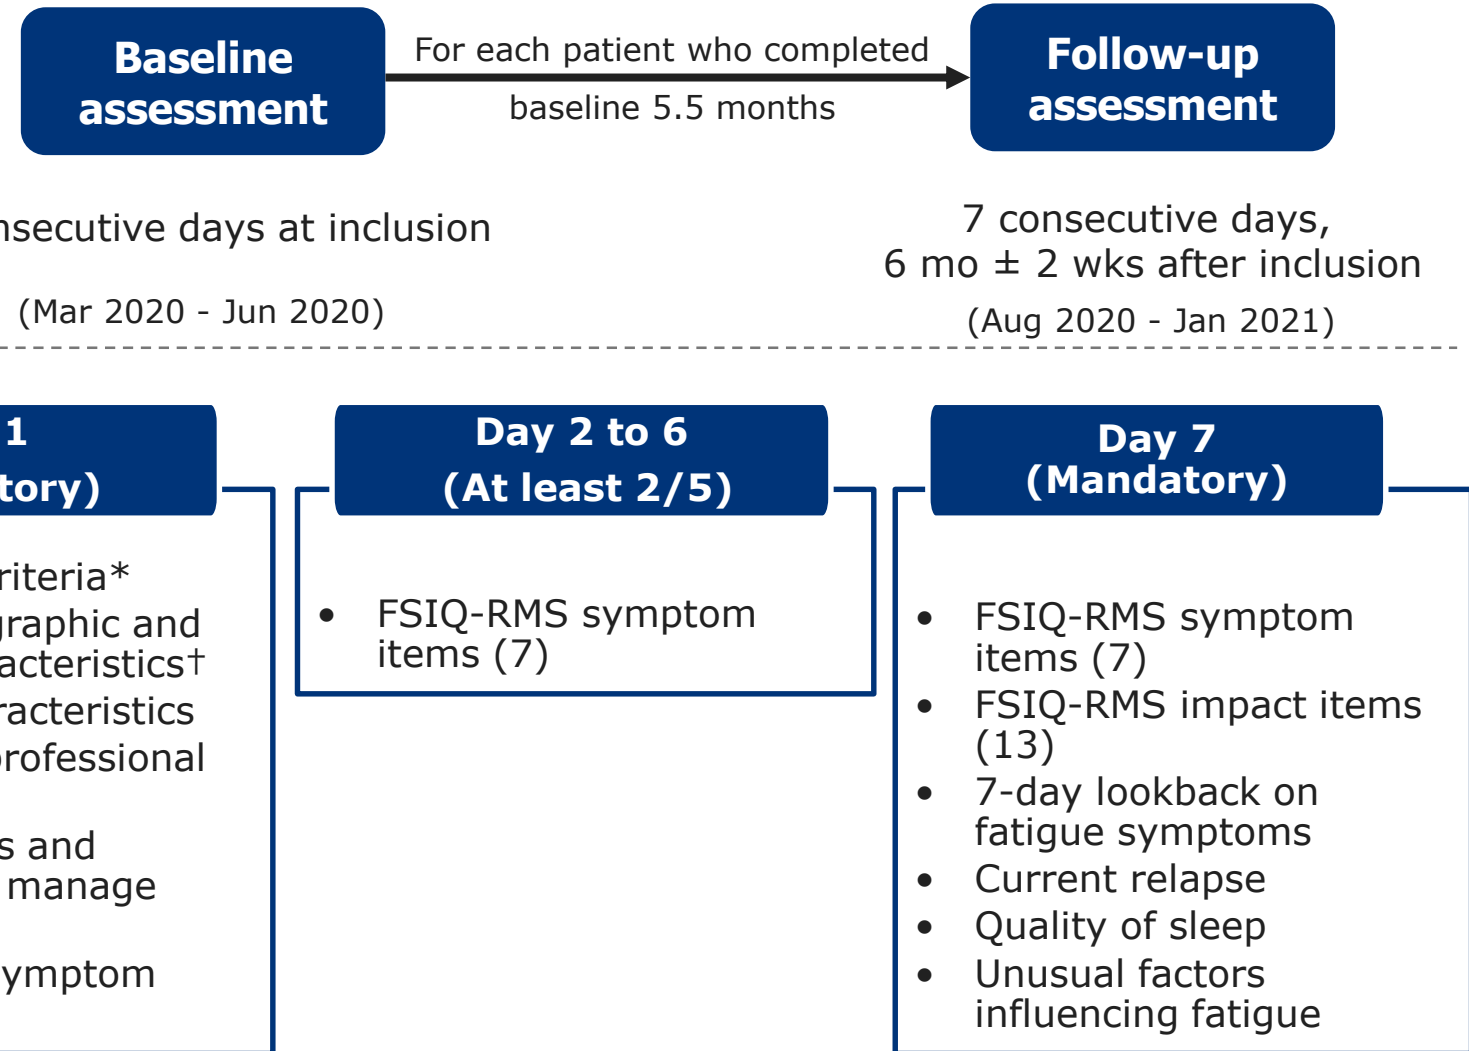 Baseline
assessment
For each patient who completed
baseline 5.5 months
Follow-up
assessment
nsecutive days at inclusion
(Mar 2020 - Jun 2020)
7 consecutive days,
6 mo ± 2 wks after inclusion
(Aug 2020 - Jan 2021)
1
tory)
riteria*
graphic and
acteristics†
racteristics
professional
s and
manage
ymptom
Day 2 to 6
(At least 2/5)
• FSIQ-RMS symptom
items (7)
Day 7
(Mandatory)
• FSIQ-RMS symptom
items (7)
• FSIQ-RMS impact items
(13)
• 7-day lookback on
fatigue symptoms
• Current relapse
• Quality of sleep
• Unusual factors
influencing fatigue